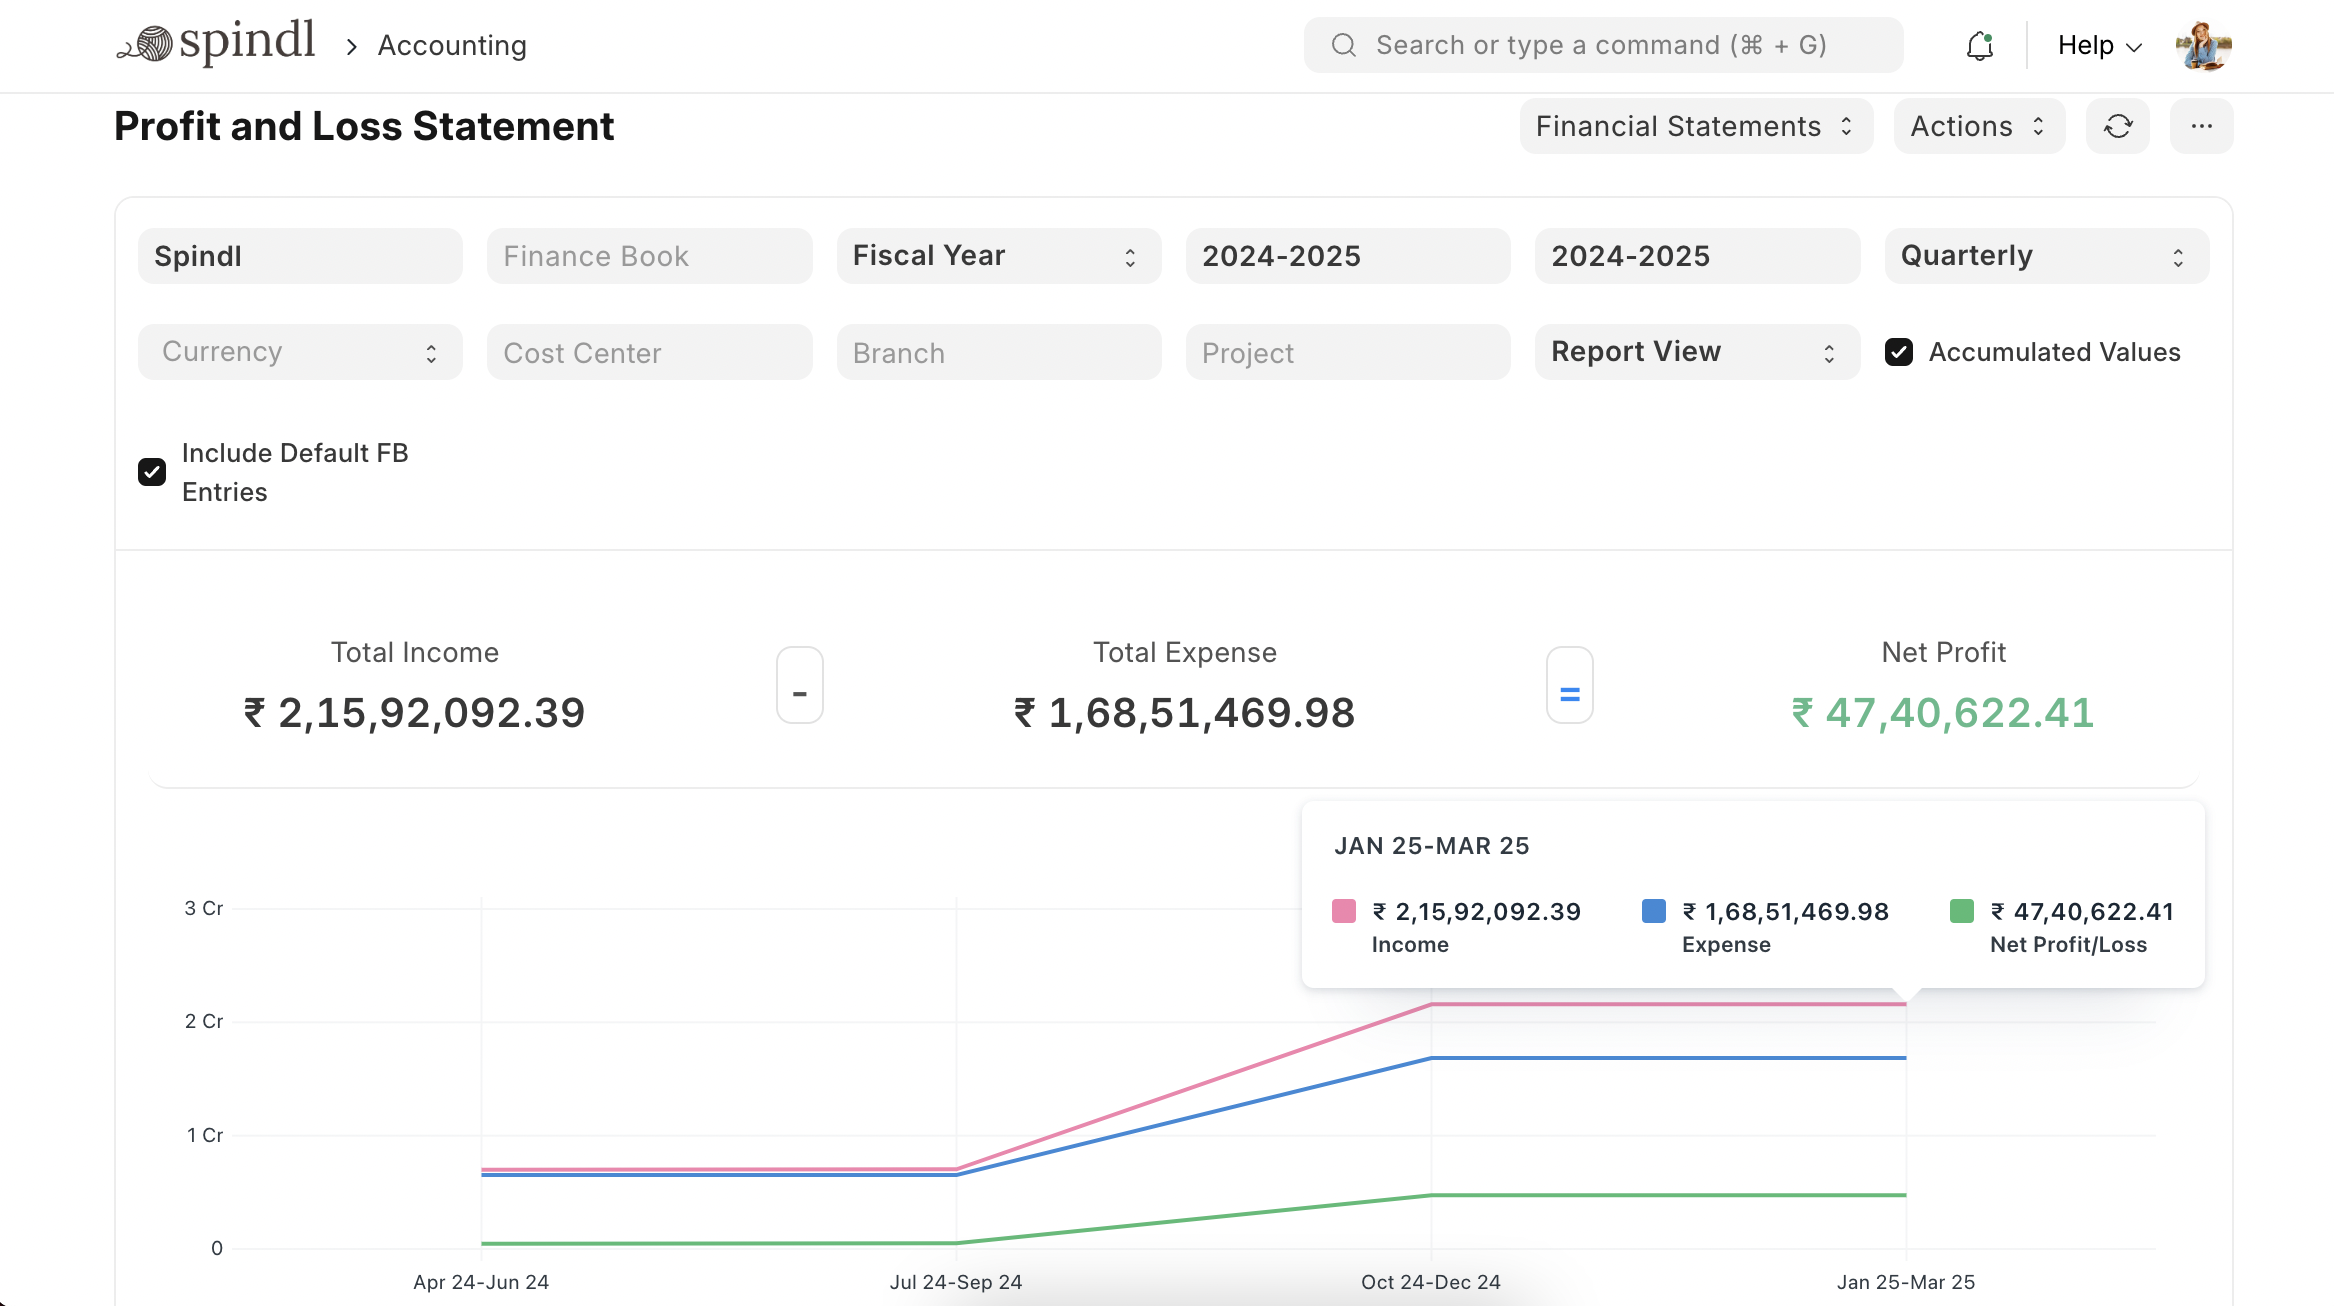 spindl > Accounting
Search or type a command (⌘ + G)
Help
Profit and Loss Statement
Financial Statements
Actions
...
Spindl
Finance Book
Fiscal Year
2024-2025
2024-2025
Quarterly
Currency
Cost Center
Branch
Project
Report View
Accumulated Values
Include Default FB
Entries
Total Income
₹ 2,15,92,092.39
-
Total Expense
₹ 1,68,51,469.98
=
Net Profit
₹ 47,40,622.41
JAN 25-MAR 25
₹ 2,15,92,092.39
Income
₹ 1,68,51,469.98
Expense
₹ 47,40,622.41
Net Profit/Loss
3 Cr
2 Cr
1 Cr
0
Apr 24-Jun 24
Jul 24-Sep 24
Oct 24-Dec 24
Jan 25-Mar 25